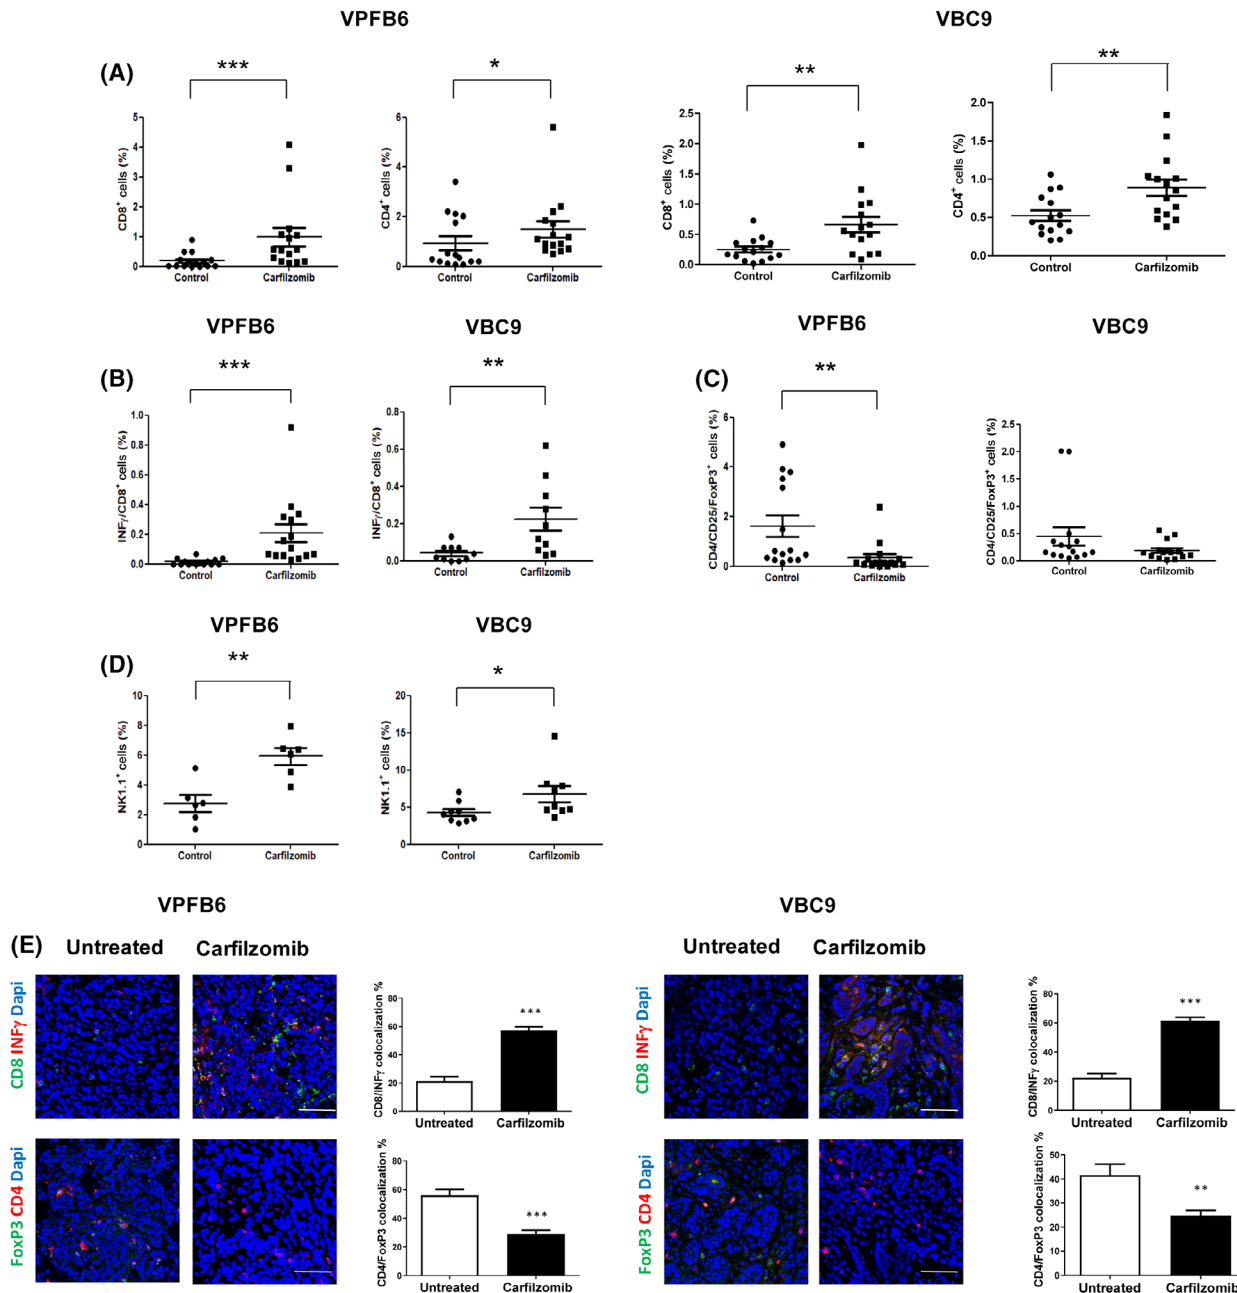 VPFB6
VBC9
(A)
***
*
**
**
CD8+ cells (%)
5
4
3
2
1
0
Control
Carfilzomib
CD4+ cells (%)
6
4
2
0
Control
Carfilzomib
CD8+ cells (%)
2.5
2.0
1.5
1.0
0.5
0.0
Control
Carfilzomib
CD4+ cells (%)
2.0
1.5
1.0
0.5
0.0
Control
Carfilzomib
VPFB6
VBC9
VPFB6
VBC9
(B)
***
**
(C)
**
INFγ/CD8+ cells (%)
1.0
0.8
0.6
0.4
0.2
0.0
Control
Carfilzomib
INFγ/CD8+ cells (%)
0.8
0.6
0.4
0.2
0.0
Control
Carfilzomib
CD4/CD25/FoxP3+ cells (%)
6
4
2
0
Control
Carfilzomib
CD4/CD25/FoxP3+ cells (%)
2.5
2.0
1.5
1.0
0.5
0.0
Control
Carfilzomib
VPFB6
VBC9
(D)
**
*
NK1.1+ cells (%)
10
8
6
4
2
0
Control
Carfilzomib
NK1.1+ cells (%)
20
15
10
5
0
Control
Carfilzomib
VPFB6
VBC9
(E)
Untreated
Carfilzomib
Untreated
Carfilzomib
CD8 INFγ Dapi
CD8/INFγ colocalization %
80
60
40
20
0
***
Untreated
Carfilzomib
CD8 INFγ Dapi
CD8/INFγ colocalization %
80
60
40
20
0
***
Untreated
Carfilzomib
FoxP3 CD4 Dapi
CD4/FoxP3 colocalization %
80
60
40
20
0
***
Untreated
Carfilzomib
FoxP3 CD4 Dapi
CD4/FoxP3 colocalization %
50
40
30
20
10
0
**
Untreated
Carfilzomib